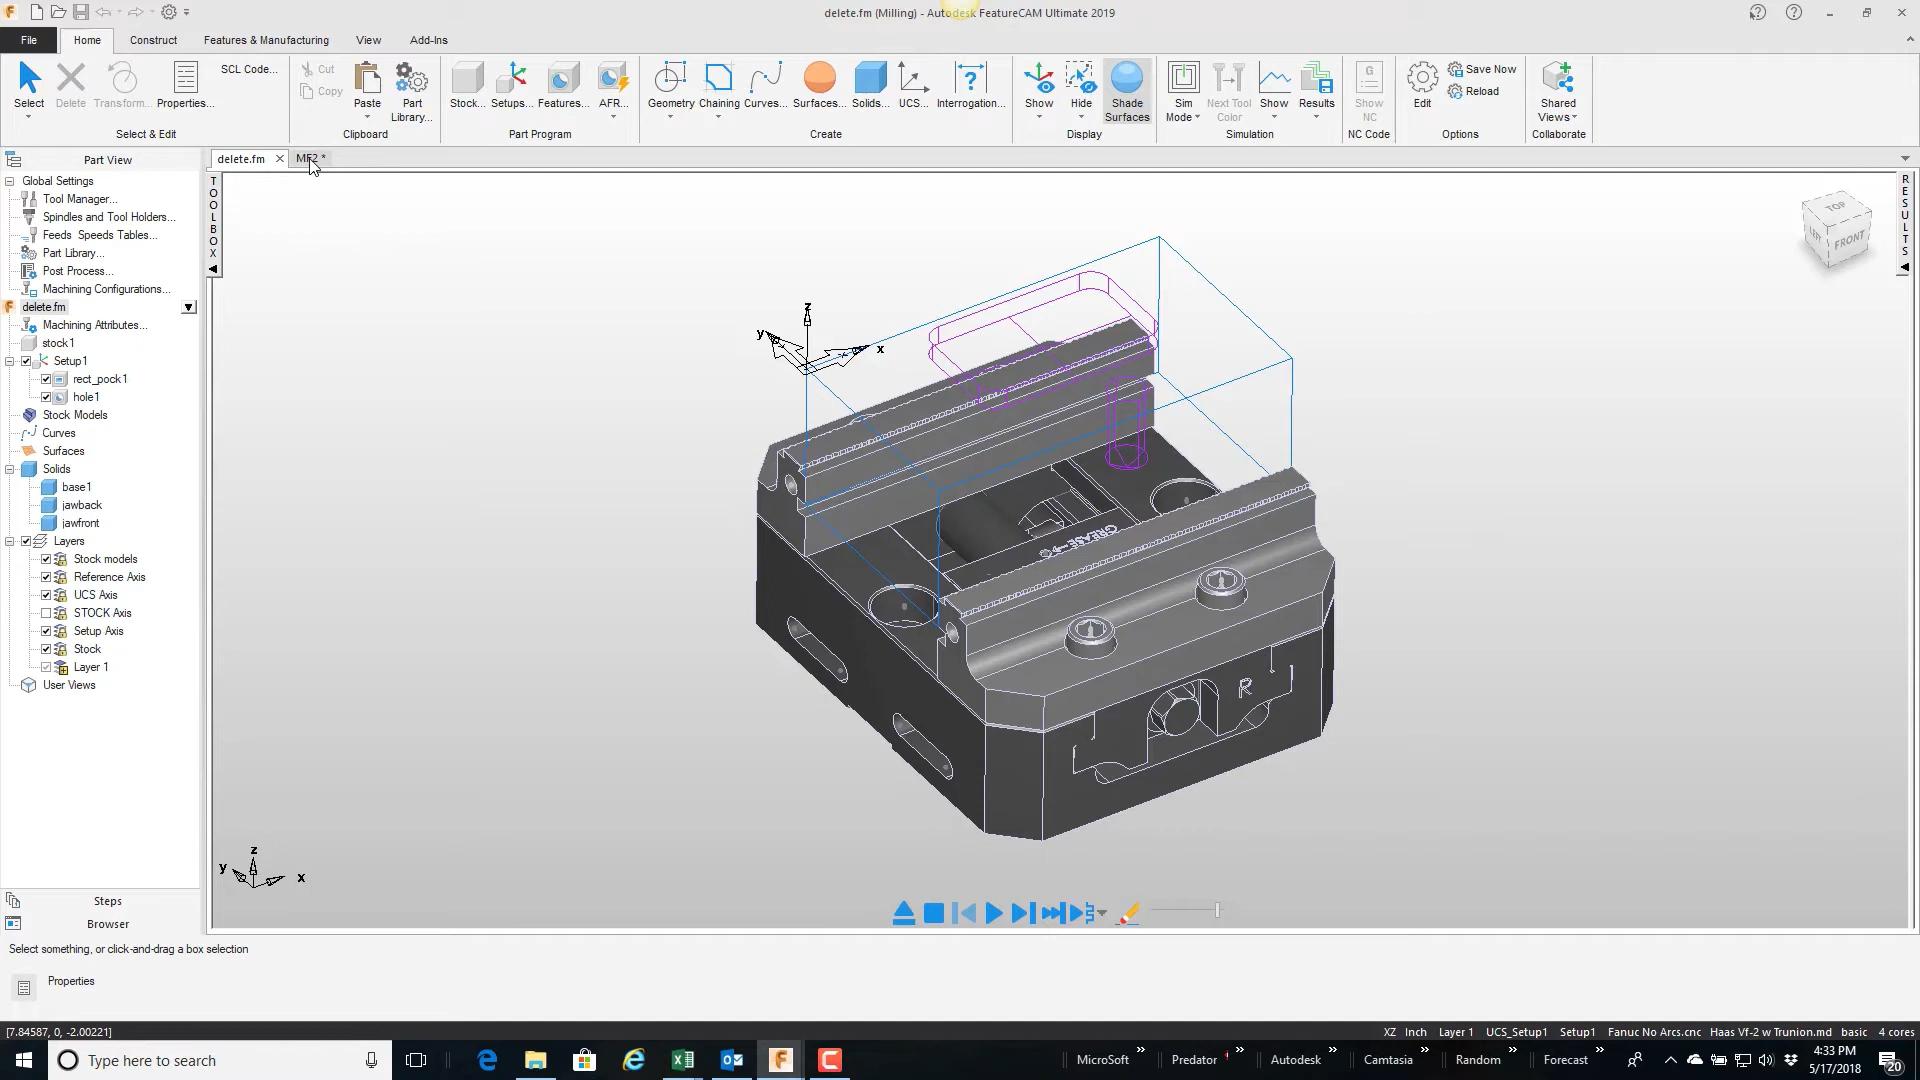 delete.fm (Milling) - Autodesk FeatureCAM Ultimate 2019
File
Home
Construct
Features & Manufacturing
View
Add-Ins
Select
Delete
Transform...
Properties...
SCL Code...
Select & Edit
Cut
Copy
Paste
Part
Library...
Clipboard
Stock...
Setups...
Features...
AFR...
Part Program
Geometry
Chaining
Curves...
Surfaces...
Solids...
UCS...
Interrogation...
Create
Show
Hide
Shade
Surfaces
Display
Sim
Mode
Next Tool
Color
Show
Results
Simulation
G
N
Show
NC
NC Code
Edit
Save Now
Reload
Options
Shared
Views
Collaborate
Part View
delete.fm
MF2 *
Global Settings
Tool Manager...
Spindles and Tool Holders...
Feeds Speeds Tables...
Part Library...
Post Process...
Machining Configurations...
delete.fm
Machining Attributes...
stock1
Setup1
rect_pock1
hole1
Stock Models
Curves
Surfaces
Solids
base1
jawback
jawfront
Layers
Stock models
Reference Axis
UCS Axis
STOCK Axis
Setup Axis
Stock
Layer 1
User Views
Steps
Browser
TOOLBOX
RESULTS
TOP
LEFT
FRONT
z
y
x
GREASE
R
z
y
x
Select something, or click-and-drag a box selection
Properties
[7.84587, 0, -2.00221]
XZ
Inch
Layer 1
UCS_Setup1
Setup1
Fanuc No Arcs.cnc
Haas Vf-2 w Trunion.md
basic
4 cores
Type here to search
MicroSoft
Predator
Autodesk
Camtasia
Random
Forecast
4:33 PM
5/17/2018
20